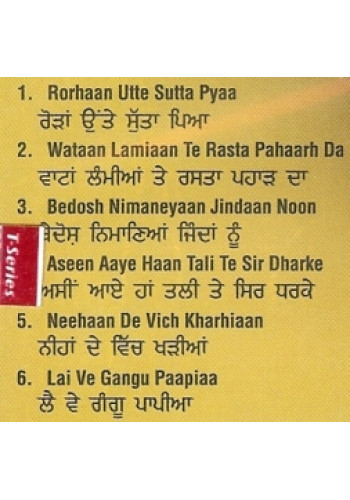 1. Rorhaan Utte Sutta Pyaa
ਰੋੜਾਂ ਉੱਤੇ ਸੁੱਤਾ ਪਿਆ
2. Wataan Lamiaan Te Rasta Pahaarh Da
ਵਾਟਾਂ ਲੰਮੀਆਂ ਤੇ ਰਸਤਾ ਪਹਾੜ ਦਾ
3. Bedosh Nimaneyaan Jindaan Noon
ਬੇਦੋਸ਼ ਨਿਮਾਣਿਆਂ ਜਿੰਦਾਂ ਨੂੰ
T-Series
Aseen Aaye Haan Tali Te Sir Dharke
ਅਸੀਂ ਆਏ ਹਾਂ ਤਲੀ ਤੇ ਸਿਰ ਧਰਕੇ
5. Neehaan De Vich Kharhiaan
ਨੀਹਾਂ ਦੇ ਵਿੱਚ ਖੜੀਆਂ
6. Lai Ve Gangu Paapiaa
ਲੈ ਵੇ ਗੰਗੂ ਪਾਪੀਆ